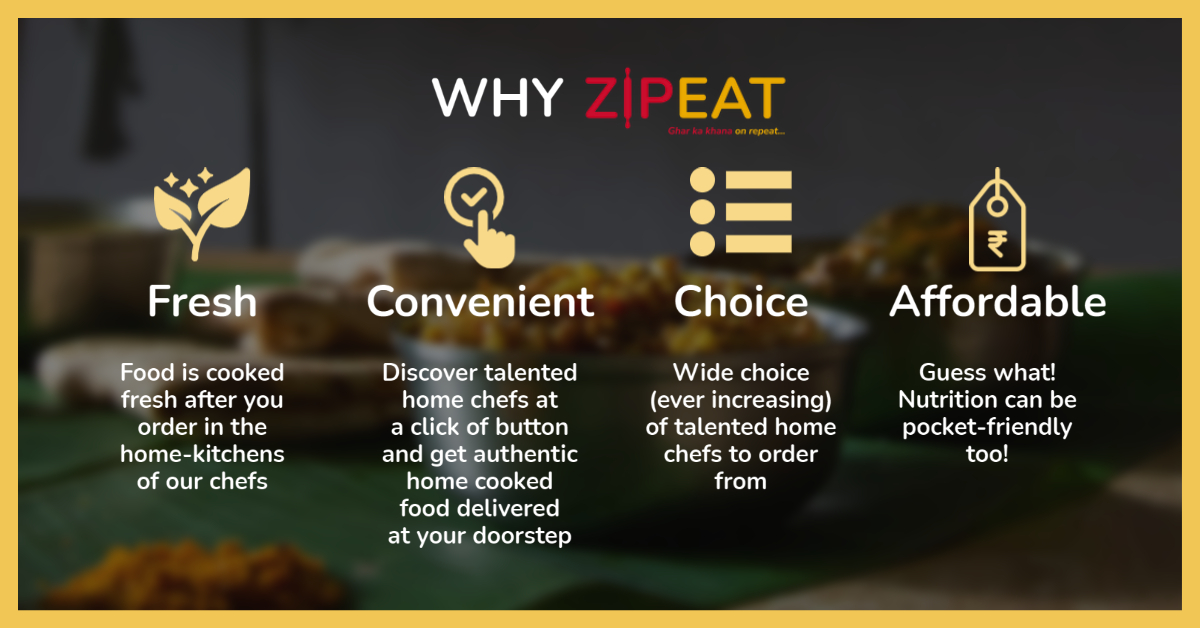 WHY ZIPEAT
Ghar ka khana on repeat...
Fresh
Food is cooked
fresh after you
order in the
home-kitchens
of our chefs
Convenient
Discover talented
home chefs at
a click of button
and get authentic
home cooked
food delivered
at your doorstep
Choice
Wide choice
(ever increasing)
of talented home
chefs to order
from
₹
Affordable
Guess what!
Nutrition can be
pocket-friendly
too!